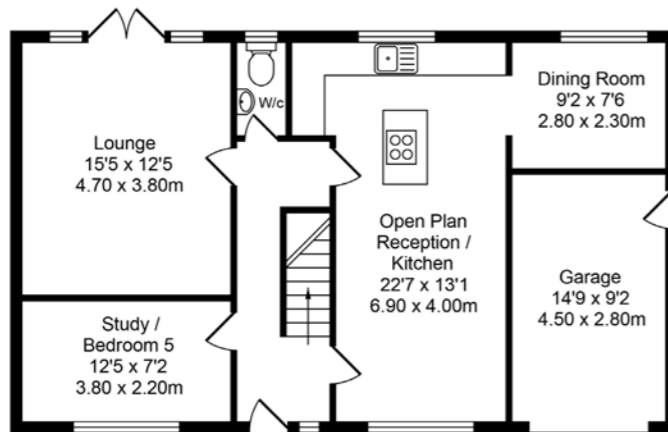 Lounge
15'5 x 12'5
4.70 x 3.80m
W/c
Dining Room
9'2 x 7'6
2.80 x 2.30m
Open Plan
Reception /
Kitchen
22'7 x 13'1
6.90 x 4.00m
Garage
14'9 x 9'2
4.50 x 2.80m
Study /
Bedroom 5
12'5 x 7'2
3.80 x 2.20m